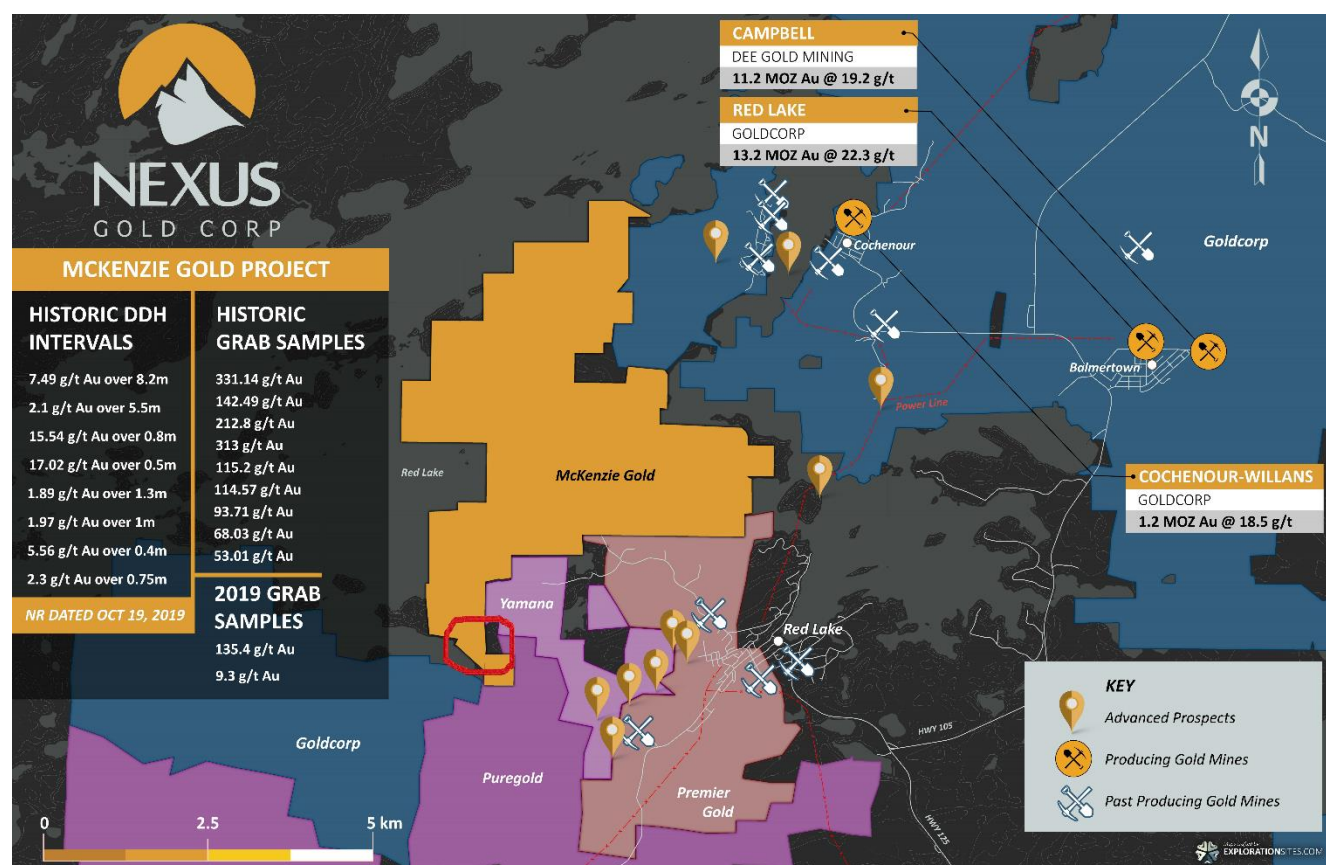 NEXUS
GOLD CORP
MCKENZIE GOLD PROJECT
HISTORIC DDH
INTERVALS
7.49 g/t Au over 8.2m
2.1 g/t Au over 5.5m
15.54 g/t Au over 0.8m
17.02 g/t Au over 0.5m
1.89 g/t Au over 1.3m
1.97 g/t Au over 1m
5.56 g/t Au over 0.4m
2.3 g/t Au over 0.75m
NR DATED OCT 19, 2019
HISTORIC
GRAB SAMPLES
331.14 g/t Au
142.49 g/t Au
212.8 g/t Au
313 g/t Au
115.2 g/t Au
114.57 g/t Au
93.71 g/t Au
68.03 g/t Au
53.01 g/t Au
2019 GRAB
SAMPLES
135.4 g/t Au
9.3 g/t Au
CAMPBELL
DEE GOLD MINING
11.2 MOZ Au @ 19.2 g/t
RED LAKE
GOLDCORP
13.2 MOZ Au @ 22.3 g/t
N
Cochenour
Goldcorp
Balmertown
Power Line
Red Lake
McKenzie Gold
COCHENOUR-WILLANS
GOLDCORP
1.2 MOZ Au @ 18.5 g/t
Yamana
Red Lake
Goldcorp
Puregold
Premier
Gold
HWY 105
HWY 125
KEY
Advanced Prospects
Producing Gold Mines
Past Producing Gold Mines
0 2.5 5 km
EXPLORATIONSITES.COM